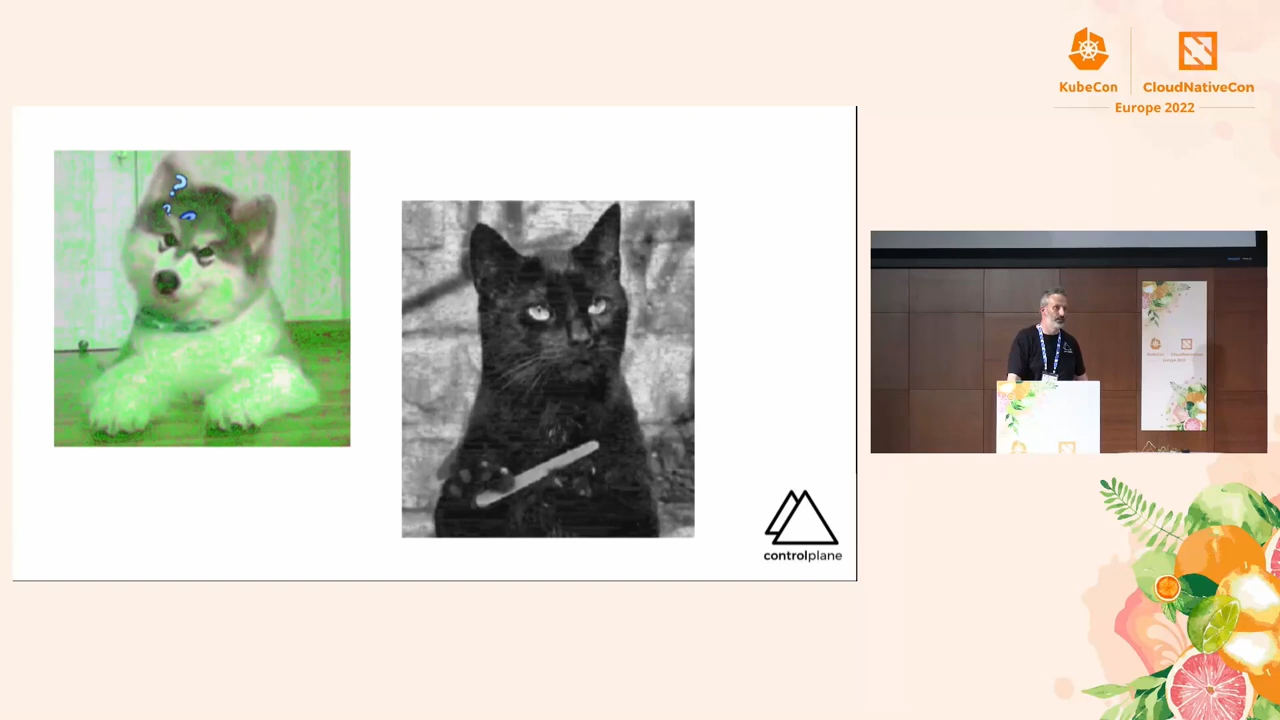 KubeCon
CloudNativeCon
Europe 2022
? ?
controlplane